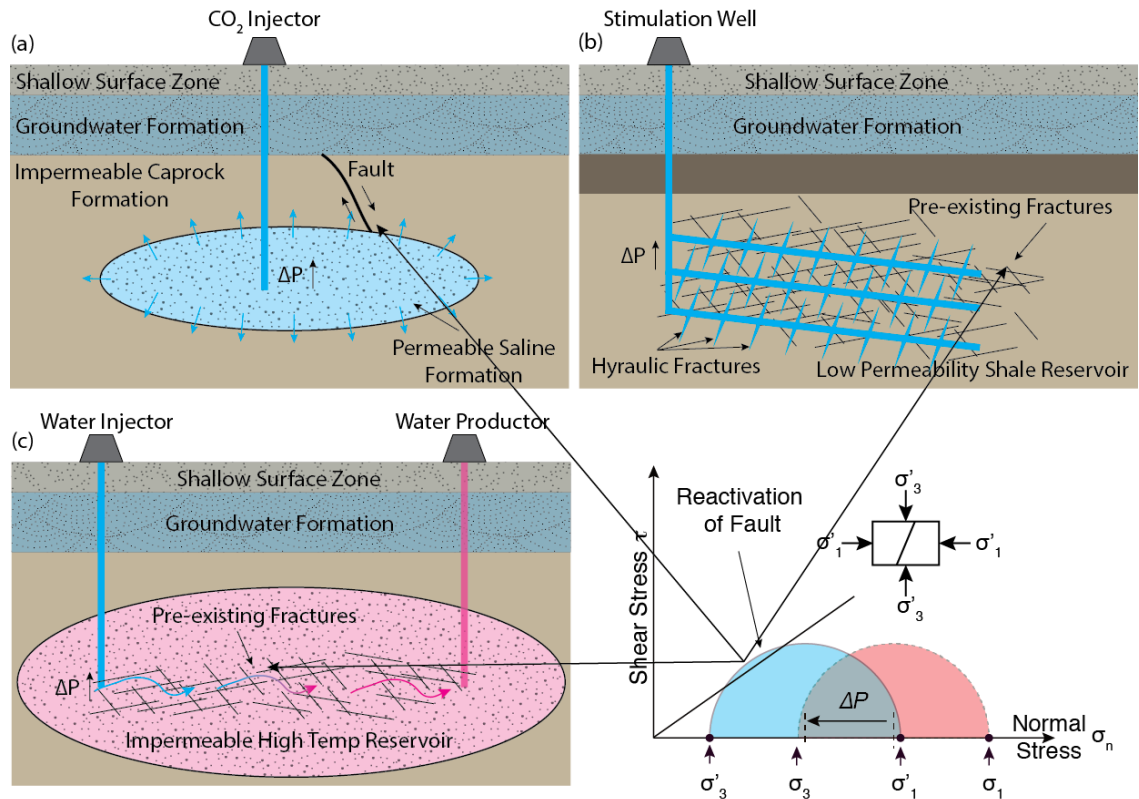 CO₂ Injector
(a)
Shallow Surface Zone
Groundwater Formation
Impermeable Caprock
Formation
Fault
ΔP
Permeable Saline
Formation
Stimulation Well
(b)
Shallow Surface Zone
Groundwater Formation
Pre-existing Fractures
ΔP
Hyraulic Fractures
Low Permeability Shale Reservoir
Water Injector
Water Productor
(c)
Shallow Surface Zone
Groundwater Formation
Pre-existing Fractures
ΔP
Impermeable High Temp Reservoir
Shear Stress τ
Reactivation
of Fault
σ'₃
σ'₁
σ'₁
σ'₃
ΔP
Normal
Stress
σₙ
σ'₃
σ₃
σ'₁
σ₁